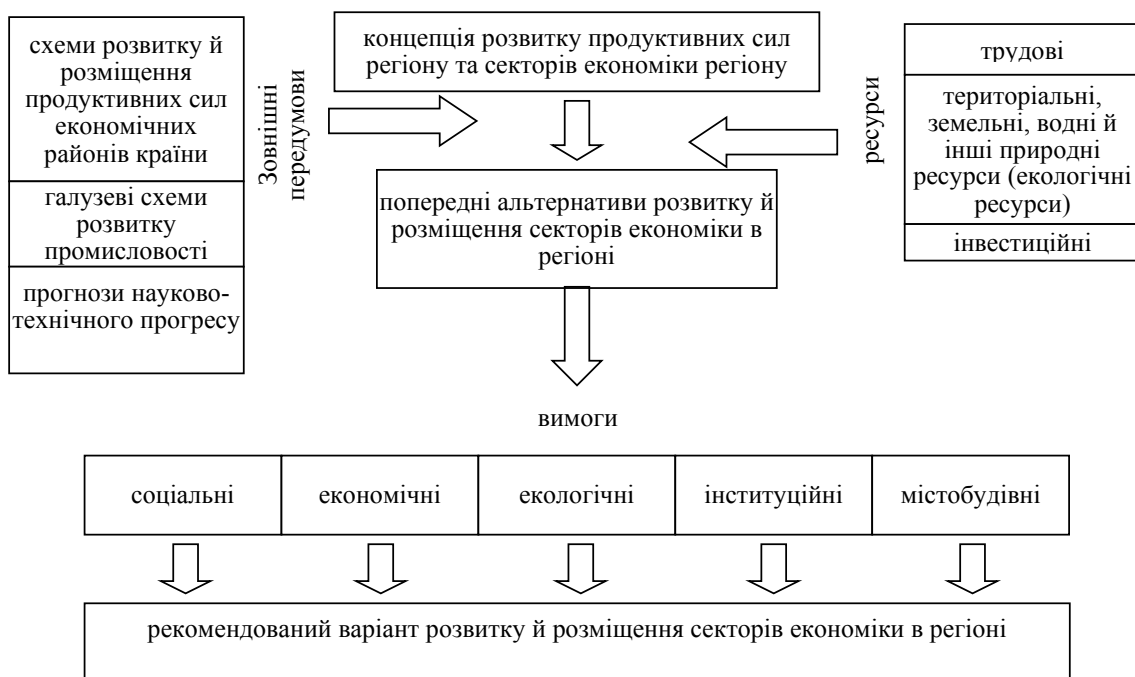 схеми розвитку й
розміщення
продуктивних сил
економічних
районів країни
галузеві схеми
розвитку
промисловості
прогнози науково-
технічного прогресу
Зовнішні
передумови
концепція розвитку продуктивних сил
регіону та секторів економіки регіону
попередні альтернативи розвитку й
розміщення секторів економіки в
регіоні
ресурси
трудові
територіальні,
земельні, водні й
інші природні
ресурси (екологічні
ресурси)
інвестиційні
вимоги
соціальні
економічні
екологічні
інституційні
містобудівні
рекомендований варіант розвитку й розміщення секторів економіки в регіоні